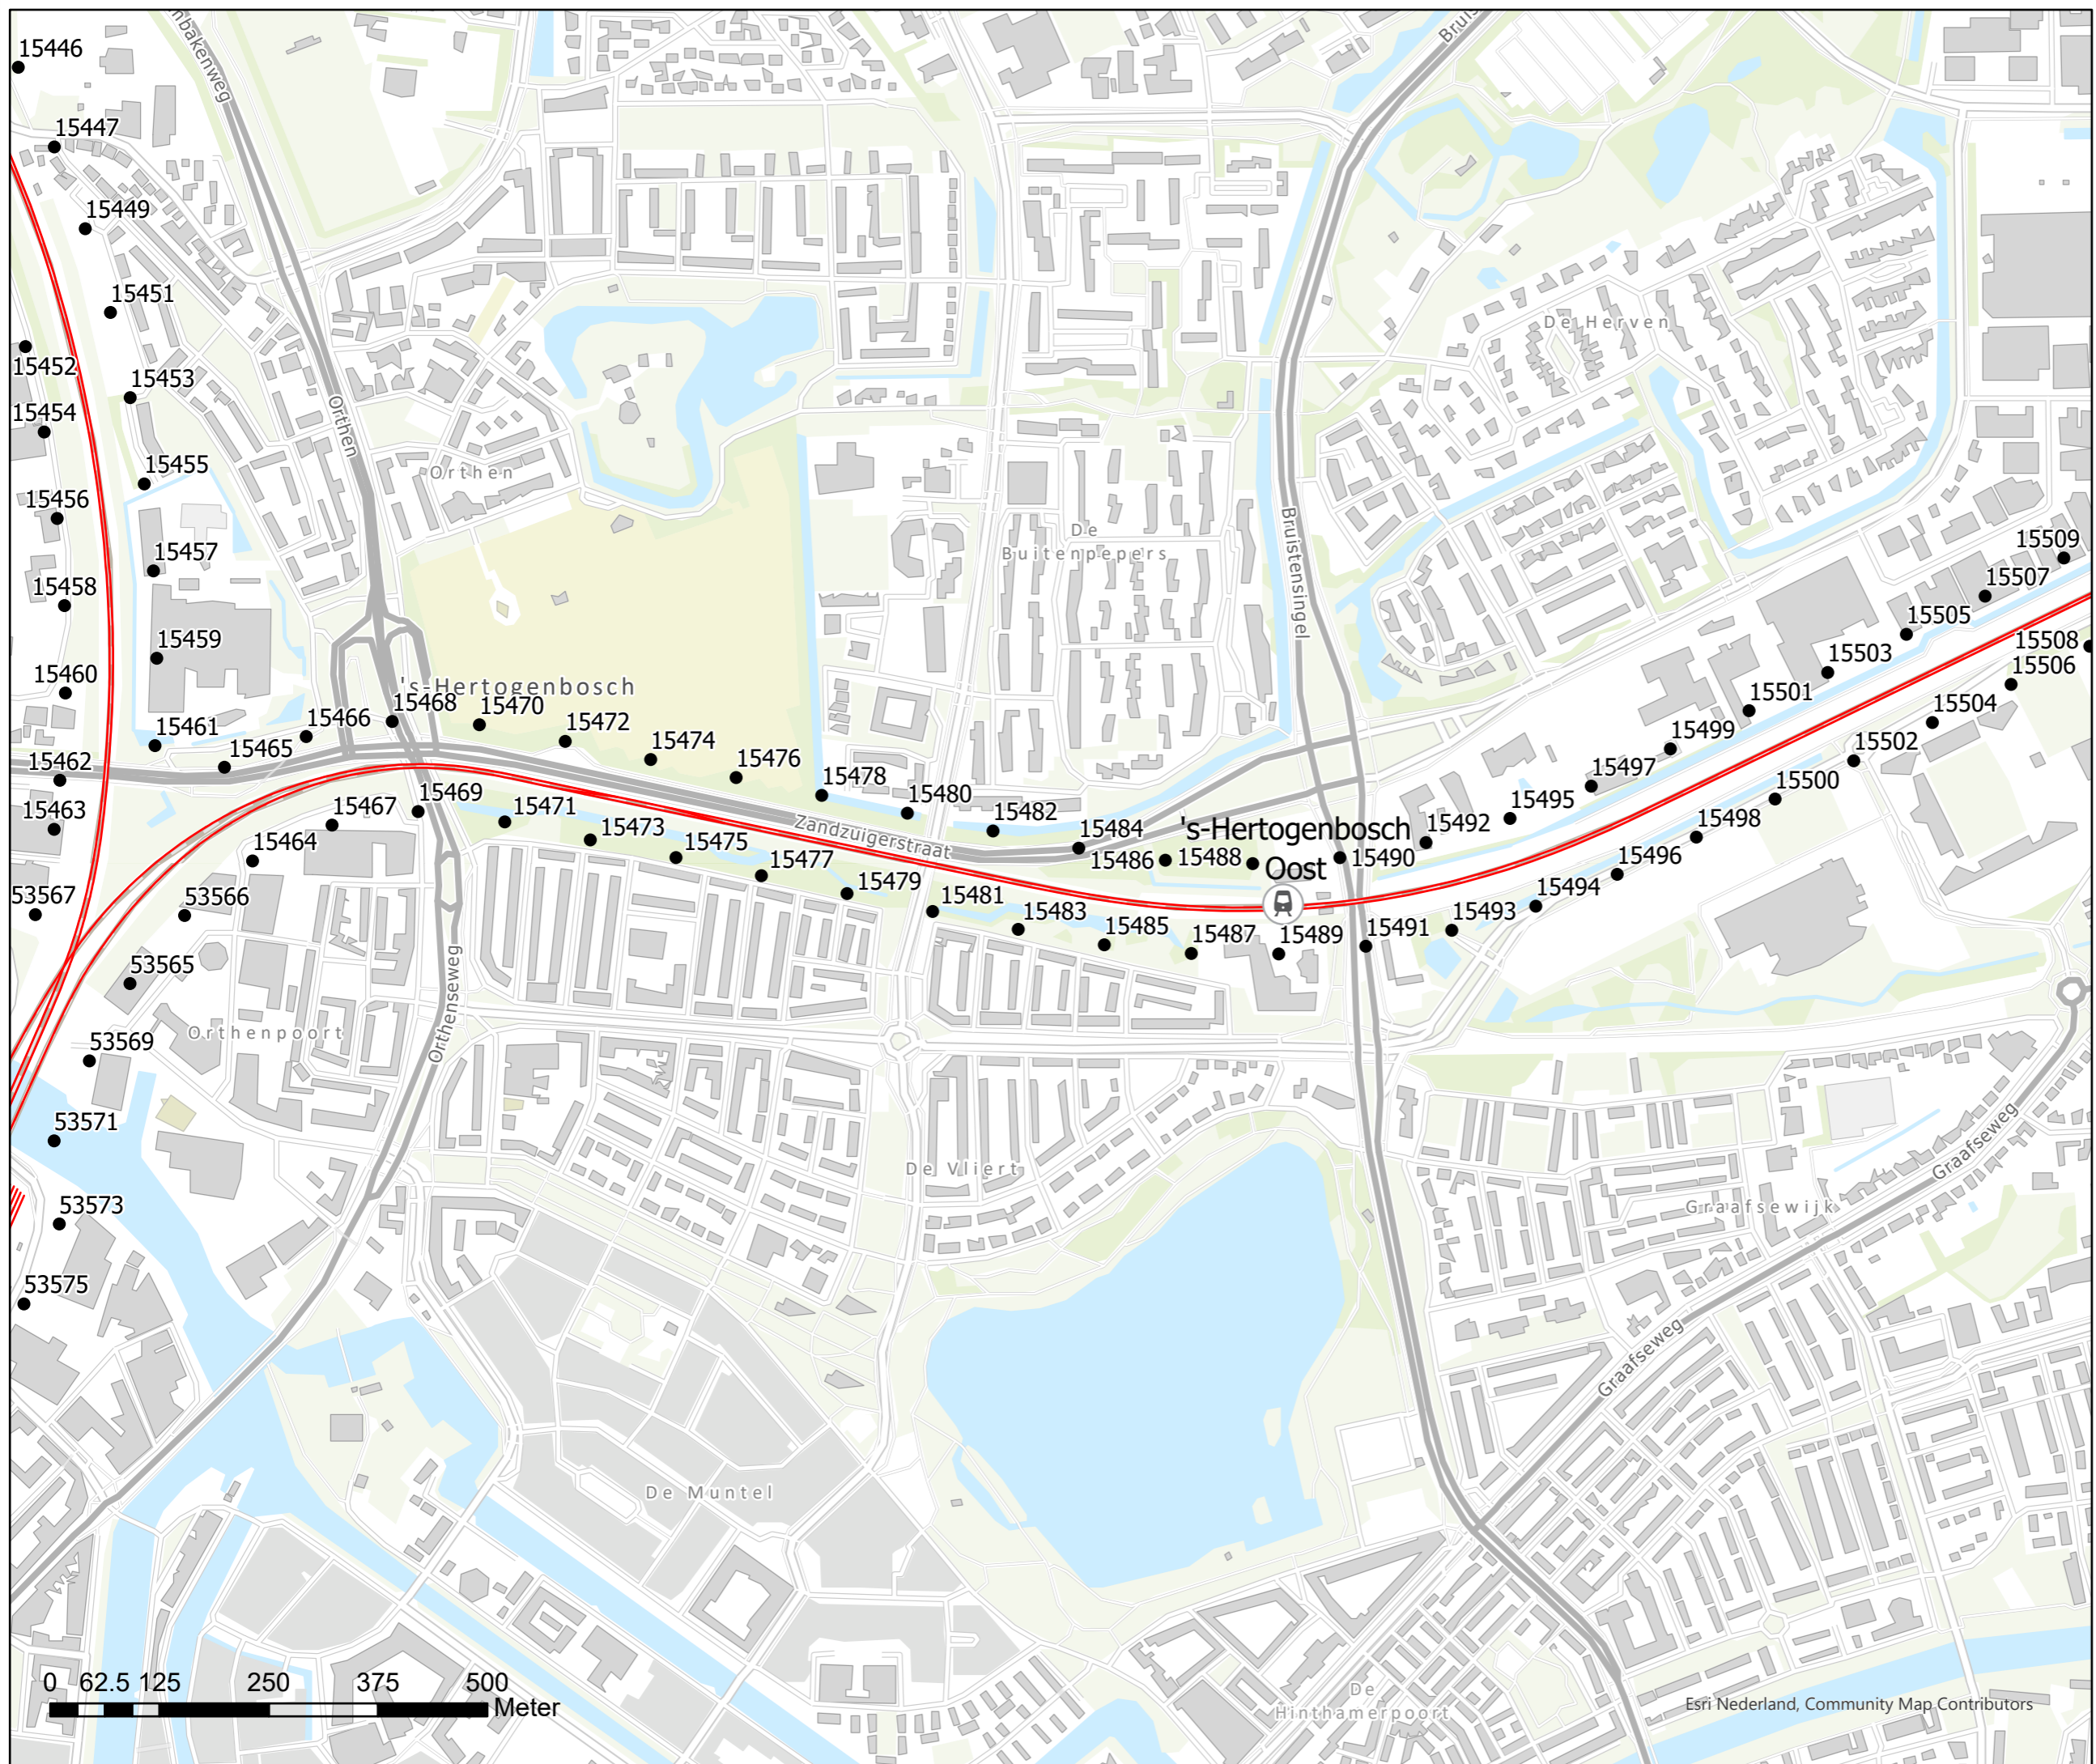 15446
mbakenweg
Bruis
15447
15449
15451
De Herven
15452
15453
Orthen
15454
15455
Orthen
15456
De
Buitenpepers
Bruistensingel
15457
15509
15507
15458
15505
15459
15508
15503
15506
15460
's-Hertogenbosch
15468
15470
15501
15504
15466
15472
15461
15465
15474
15499
15502
15462
15476
15497
15500
15478
15463
15467
15469
15471
15480
15495
15473
15482
Zandzuigerstraat
15484
's-Hertogenbosch
Oost
15492
15498
15464
15475
15486
15488
15490
15477
15496
53567
53566
15479
15494
15481
15483
15485
15487
15489
15491
15493
53565
Orthenseweg
53569
Orthenpoort
53571
De Vliert
Graafseweg
53573
Graafsewijk
53575
Graafseweg
De Muntel
0 62.5 125 250 375 500
Meter
De
Hinthamerpoort
Esri Nederland, Community Map Contributors